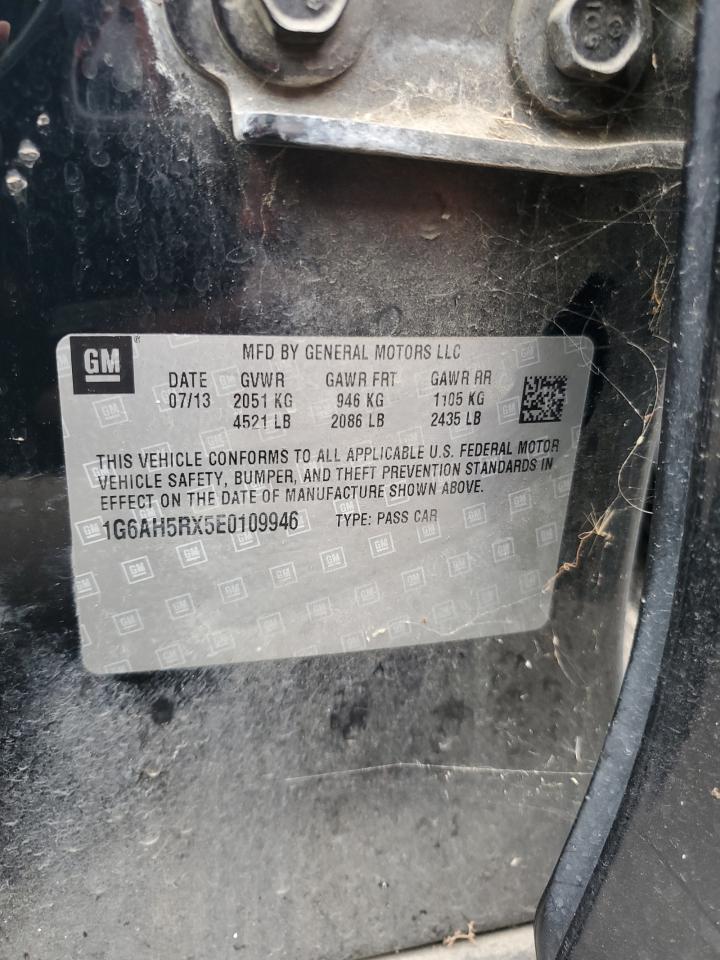 GM
MFD BY GENERAL MOTORS LLC
DATE GVWR GAWR FRT GAWR RR
07/13 2051 KG 946 KG 1105 KG
4521 LB 2086 LB 2435 LB
THIS VEHICLE CONFORMS TO ALL APPLICABLE U.S. FEDERAL MOTOR
VEHICLE SAFETY, BUMPER, AND THEFT PREVENTION STANDARDS IN
EFFECT ON THE DATE OF MANUFACTURE SHOWN ABOVE.
1G6AH5RX5E0109946 TYPE: PASS CAR